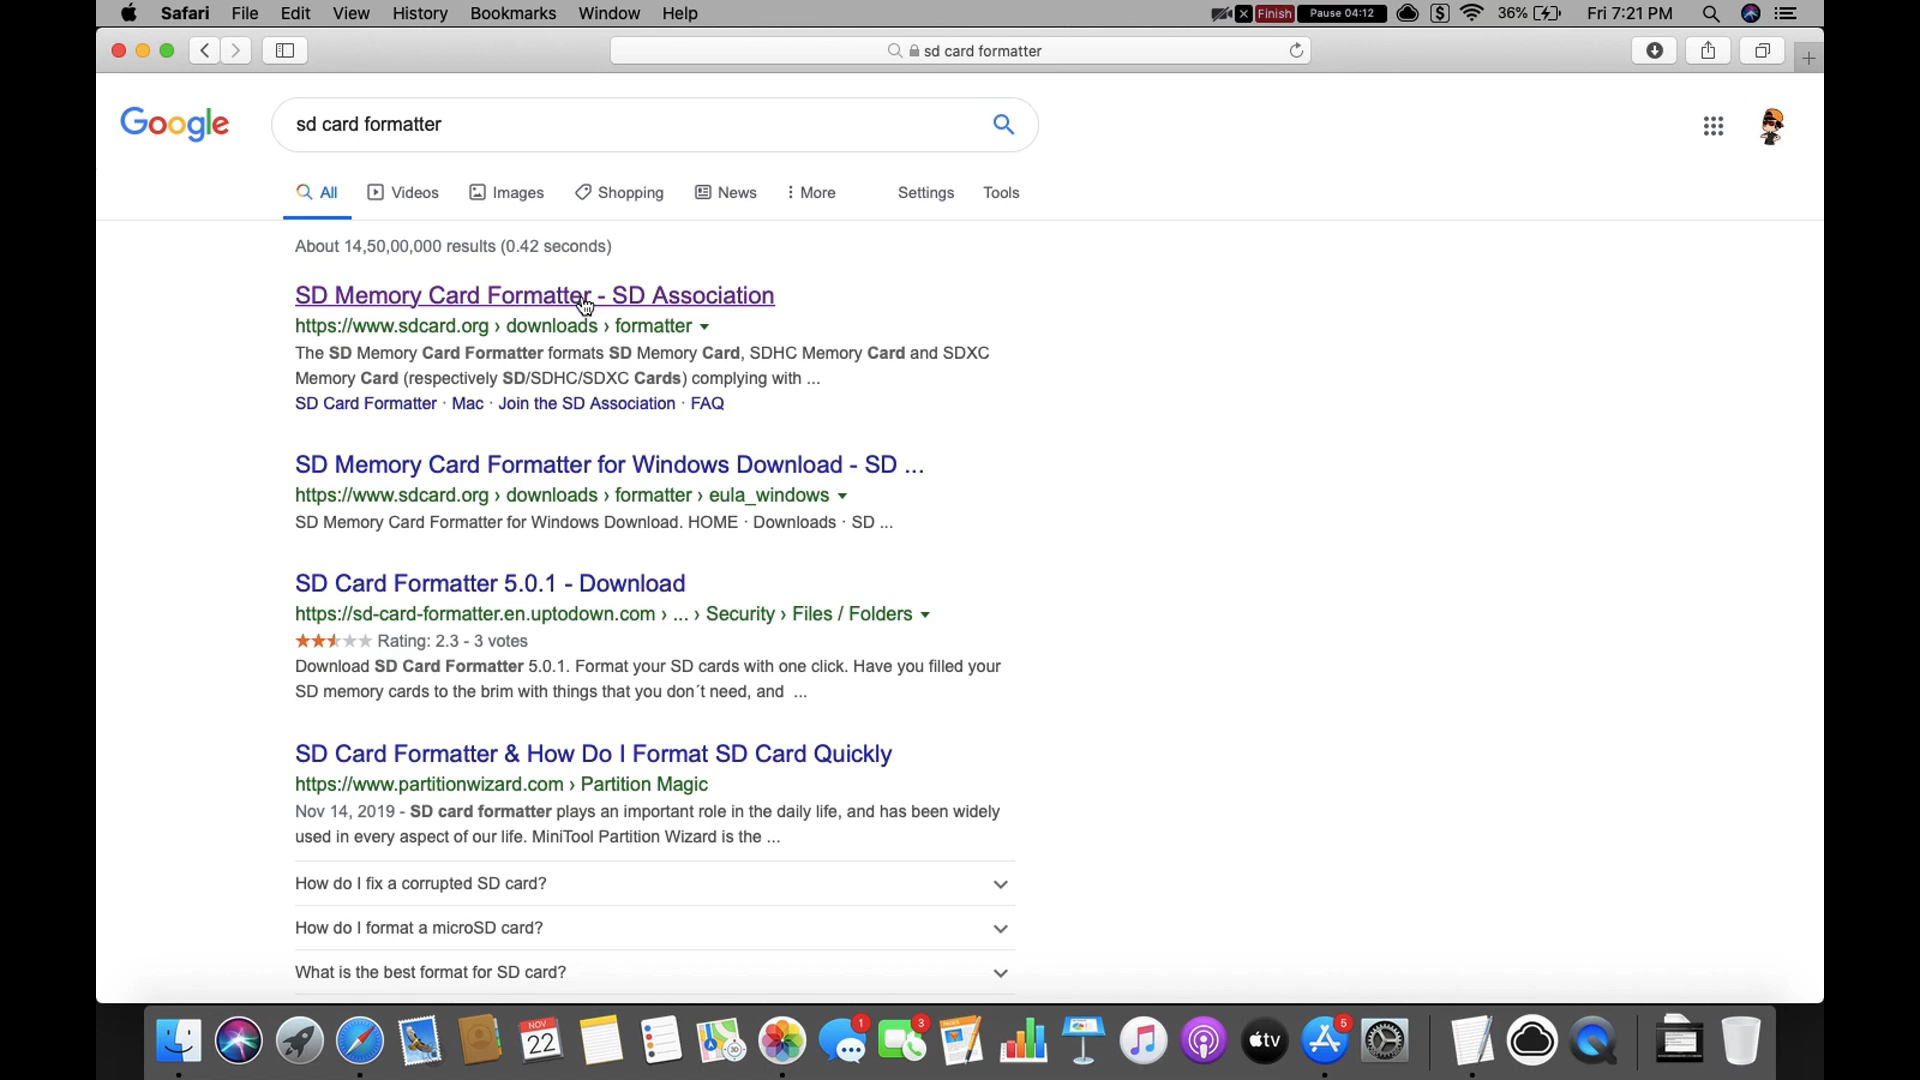 Safari File Edit View History Bookmarks Window Help Finish Pause 04:12 36% Fri 7:21 PM
sd card formatter
Google sd card formatter
All Videos Images Shopping News More Settings Tools
About 14,50,00,000 results (0.42 seconds)
SD Memory Card Formatter - SD Association
https://www.sdcard.org › downloads › formatter
The SD Memory Card Formatter formats SD Memory Card, SDHC Memory Card and SDXC
Memory Card (respectively SD/SDHC/SDXC Cards) complying with ...
SD Card Formatter · Mac · Join the SD Association · FAQ
SD Memory Card Formatter for Windows Download - SD ...
https://www.sdcard.org › downloads › formatter › eula_windows
SD Memory Card Formatter for Windows Download. HOME · Downloads · SD ...
SD Card Formatter 5.0.1 - Download
https://sd-card-formatter.en.uptodown.com › ... › Security › Files / Folders
Rating: 2.3 - 3 votes
Download SD Card Formatter 5.0.1. Format your SD cards with one click. Have you filled your
SD memory cards to the brim with things that you don´t need, and ...
SD Card Formatter & How Do I Format SD Card Quickly
https://www.partitionwizard.com › Partition Magic
Nov 14, 2019 - SD card formatter plays an important role in the daily life, and has been widely
used in every aspect of our life. MiniTool Partition Wizard is the ...
How do I fix a corrupted SD card?
How do I format a microSD card?
What is the best format for SD card?
NOV
22
3D
1
3
tv
5